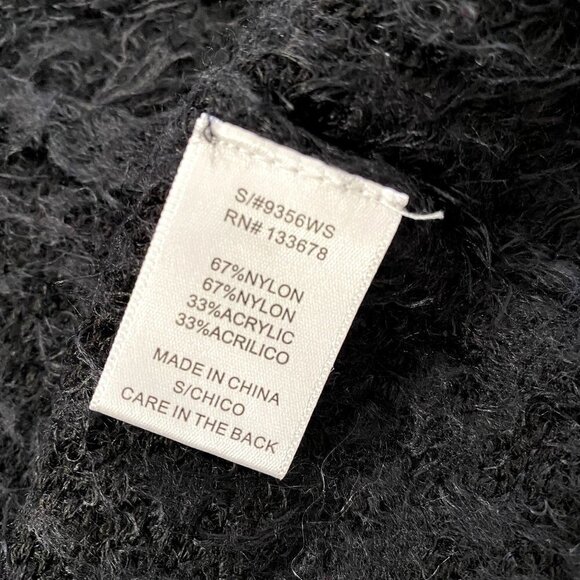 S/#9356WS
RN# 133678
67%NYLON
67%NYLON
33%ACRYLIC
33%ACRILICO
MADE IN CHINA
S/CHICO
CARE IN THE BACK